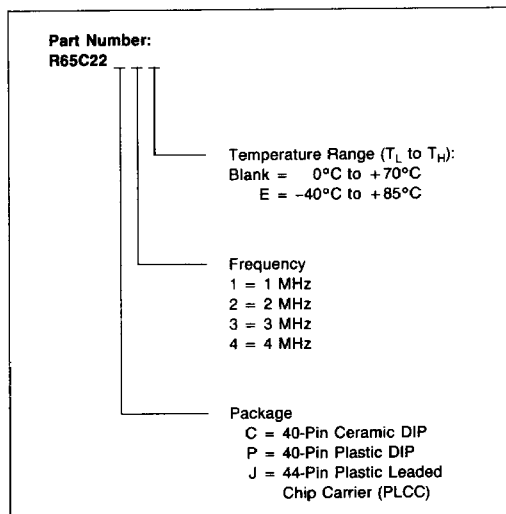 Part Number:
R65C22 _ _ _
Temperature Range (TL to TH):
Blank = 0°C to +70°C
E = –40°C to +85°C
Frequency
1 = 1 MHz
2 = 2 MHz
3 = 3 MHz
4 = 4 MHz
Package
C = 40-Pin Ceramic DIP
P = 40-Pin Plastic DIP
J = 44-Pin Plastic Leaded
Chip Carrier (PLCC)